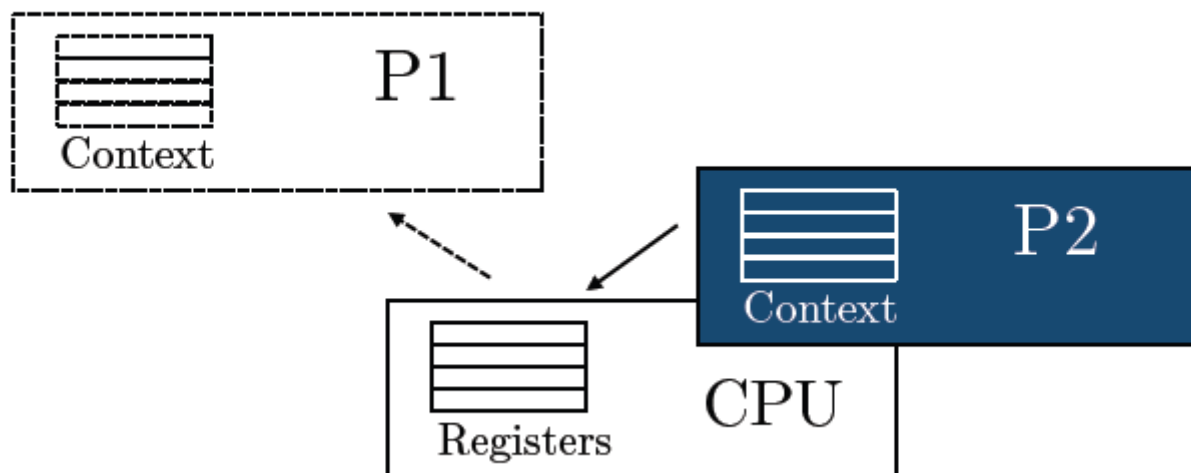 P1
Context
P2
Context
CPU
Registers